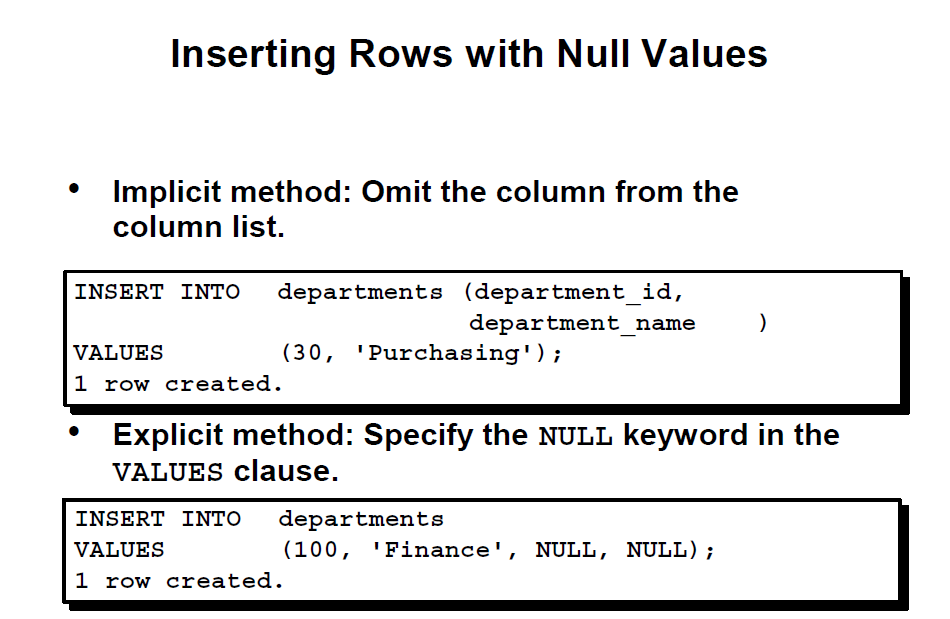 Inserting Rows with Null Values
• Implicit method: Omit the column from the
column list.
INSERT INTO departments (department_id,
department_name )
VALUES (30, 'Purchasing');
1 row created.
• Explicit method: Specify the NULL keyword in the
VALUES clause.
INSERT INTO departments
VALUES (100, 'Finance', NULL, NULL);
1 row created.